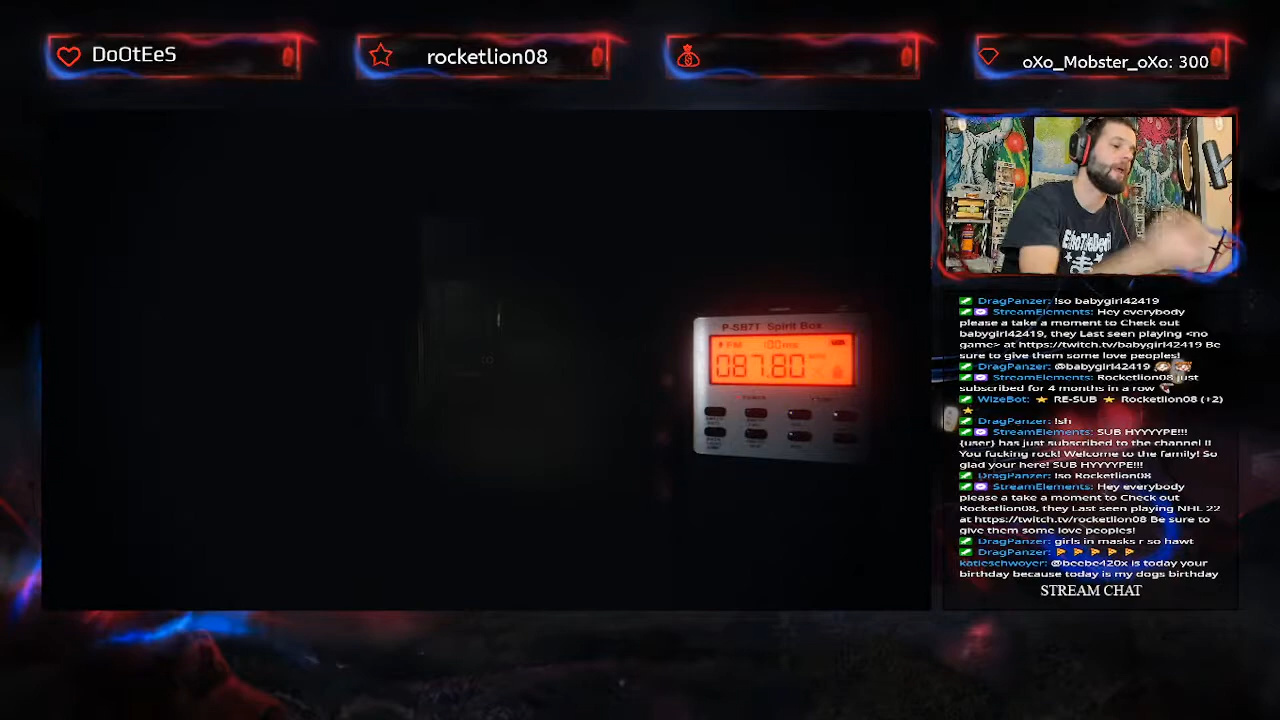 DoOtEeS
rocketlion08
oXo_Mobster_oXo: 300
P-SB7T Spirit Box
FM 100ms
087.80
DragPanzer: !so babygirl42419
StreamElements: Hey everybody
please a take a moment to Check out
babygirl42419, they Last seen playing <no
game> at https://twitch.tv/babygirl42419 Be
sure to give them some love peoples!
DragPanzer: @babygirl42419
StreamElements: Rocketlion08 just
subscribed for 4 months in a row
WizeBot: RE-SUB Rocketlion08 (+2)
DragPanzer: !sh
StreamElements: SUB HYYYYPE!!!
{user} has just subscribed to the channel !!
You fucking rock! Welcome to the family! So
glad your here! SUB HYYYYPE!!!
DragPanzer: !so Rocketlion08
StreamElements: Hey everybody
please a take a moment to Check out
Rocketlion08, they Last seen playing NHL 22
at https://twitch.tv/rocketlion08 Be sure to
give them some love peoples!
DragPanzer: girls in masks r so hawt
DragPanzer:
katieschwoyer: @beebe420x is today your
birthday because today is my dogs birthday
STREAM CHAT